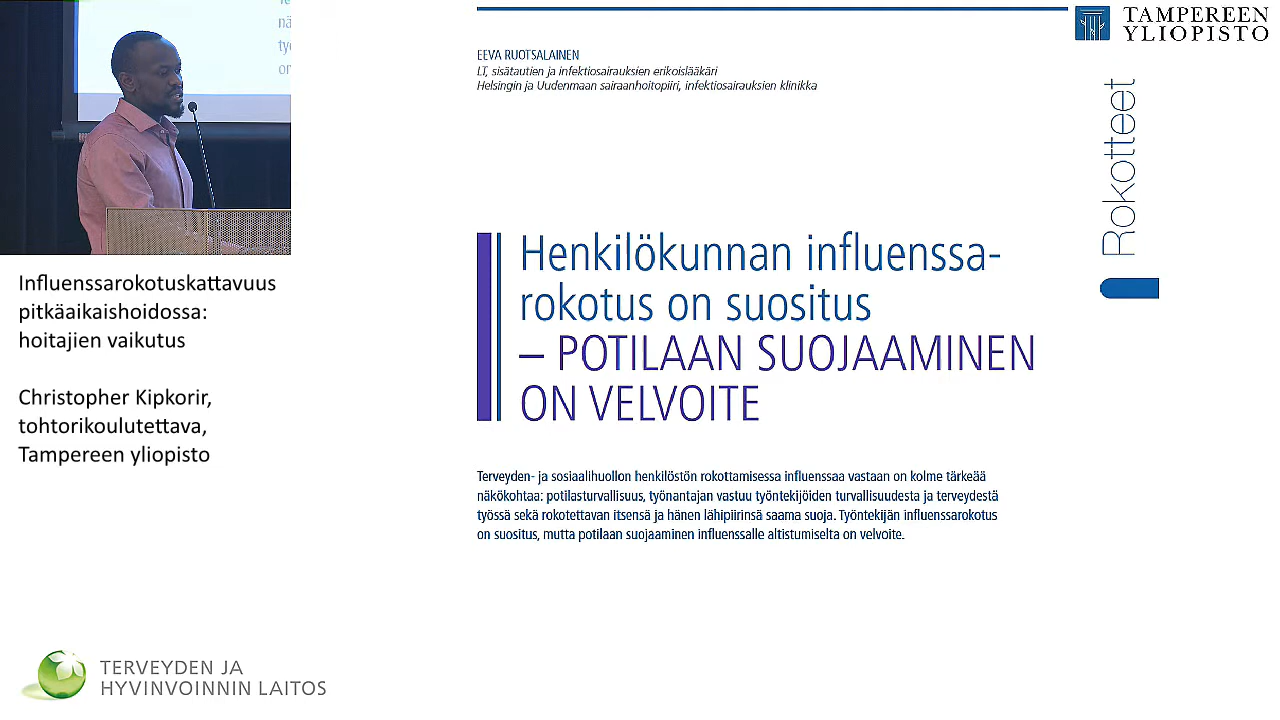 nä
työ
on
Influenssarokotuskattavuus
pitkäaikaishoidossa:
hoitajien vaikutus
Christopher Kipkorir,
tohtorikoulutettava,
Tampereen yliopisto
TERVEYDEN JA
HYVINVOINNIN LAITOS
EEVA RUOTSALAINEN
LT, sisätautien ja infektiosairauksien erikoislääkäri
Helsingin ja Uudenmaan sairaanhoitopiiri, infektiosairauksien klinikka
Henkilökunnan influenssa-
rokotus on suositus
– POTILAAN SUOJAAMINEN
ON VELVOITE
Terveyden- ja sosiaalihuollon henkilöstön rokottamisessa influenssaa vastaan on kolme tärkeää
näkökohtaa: potilasturvallisuus, työnantajan vastuu työntekijöiden turvallisuudesta ja terveydestä
työssä sekä rokotettavan itsensä ja hänen lähipiirinsä saama suoja. Työntekijän influenssarokotus
on suositus, mutta potilaan suojaaminen influenssalle altistumiselta on velvoite.
TAMPEREEN
YLIOPISTO
Rokotteet